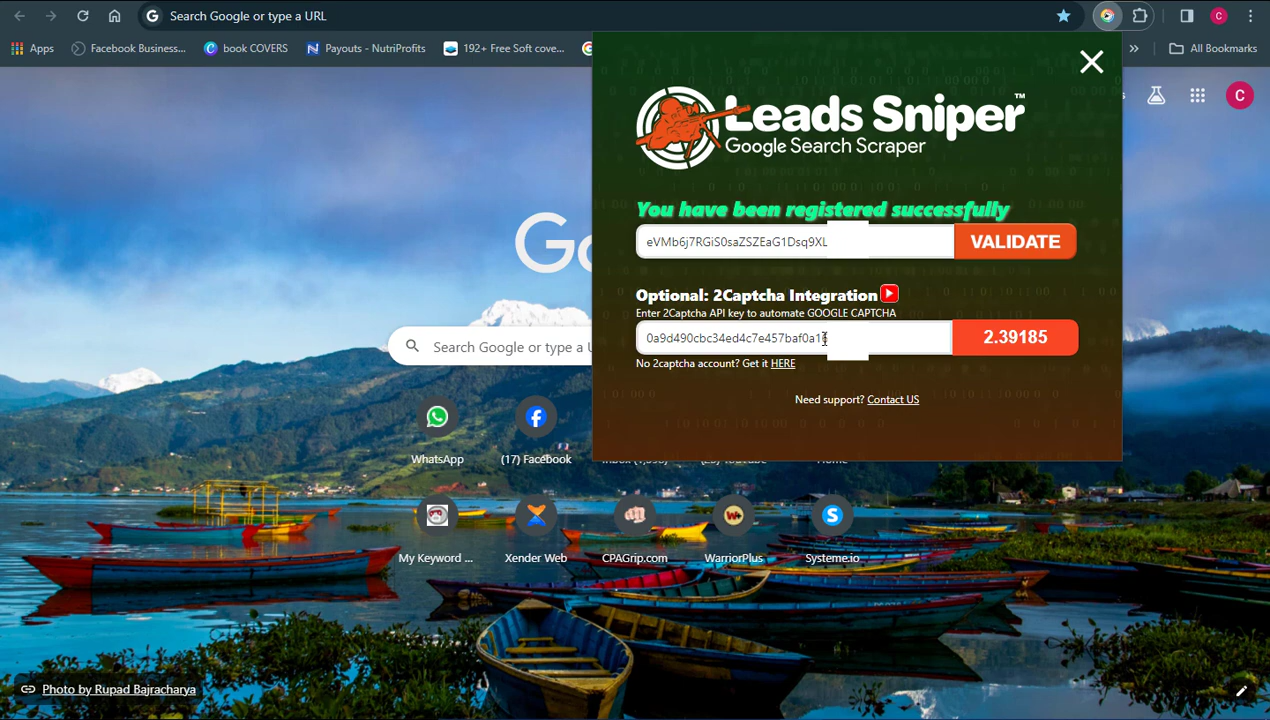 Search Google or type a URL
C
Apps
Facebook Business...
book COVERS
Payouts - NutriProfits
192+ Free Soft cove...
All Bookmarks
Leads Sniper™
Google Search Scraper
C
You have been registered successfully
eVMb6j7RGiS0saZSZEaG1Dsq9XL
VALIDATE
Optional: 2Captcha Integration
Enter 2Captcha API key to automate GOOGLE CAPTCHA
0a9d490cbc34ed4c7e457baf0a1
2.39185
Search Google or type a U
No 2captcha account? Get it HERE
Need support? Contact US
WhatsApp
(17) Facebook
Home
My Keyword ...
Xender Web
CPAGrip.com
WarriorPlus
Systeme.io
Photo by Rupad Bajracharya